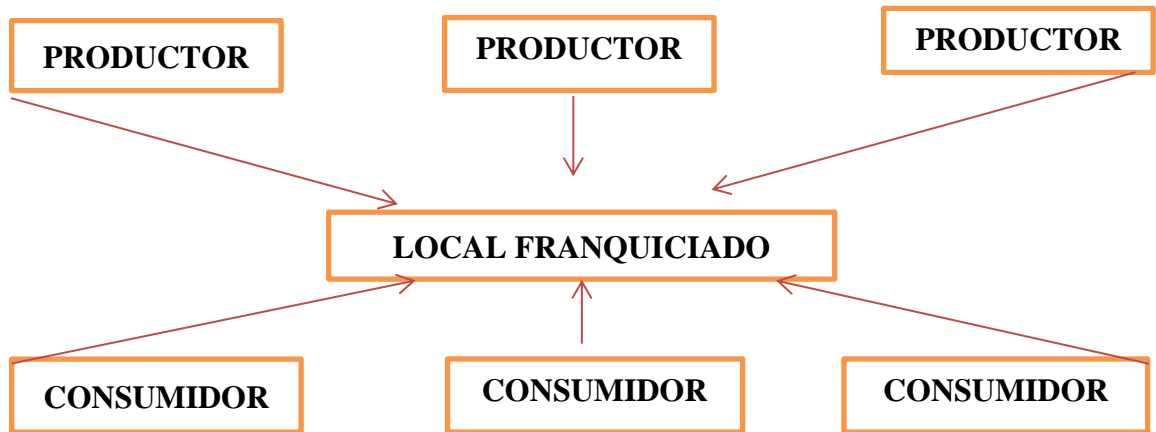 PRODUCTOR
PRODUCTOR
PRODUCTOR
LOCAL FRANQUICIADO
CONSUMIDOR
CONSUMIDOR
CONSUMIDOR